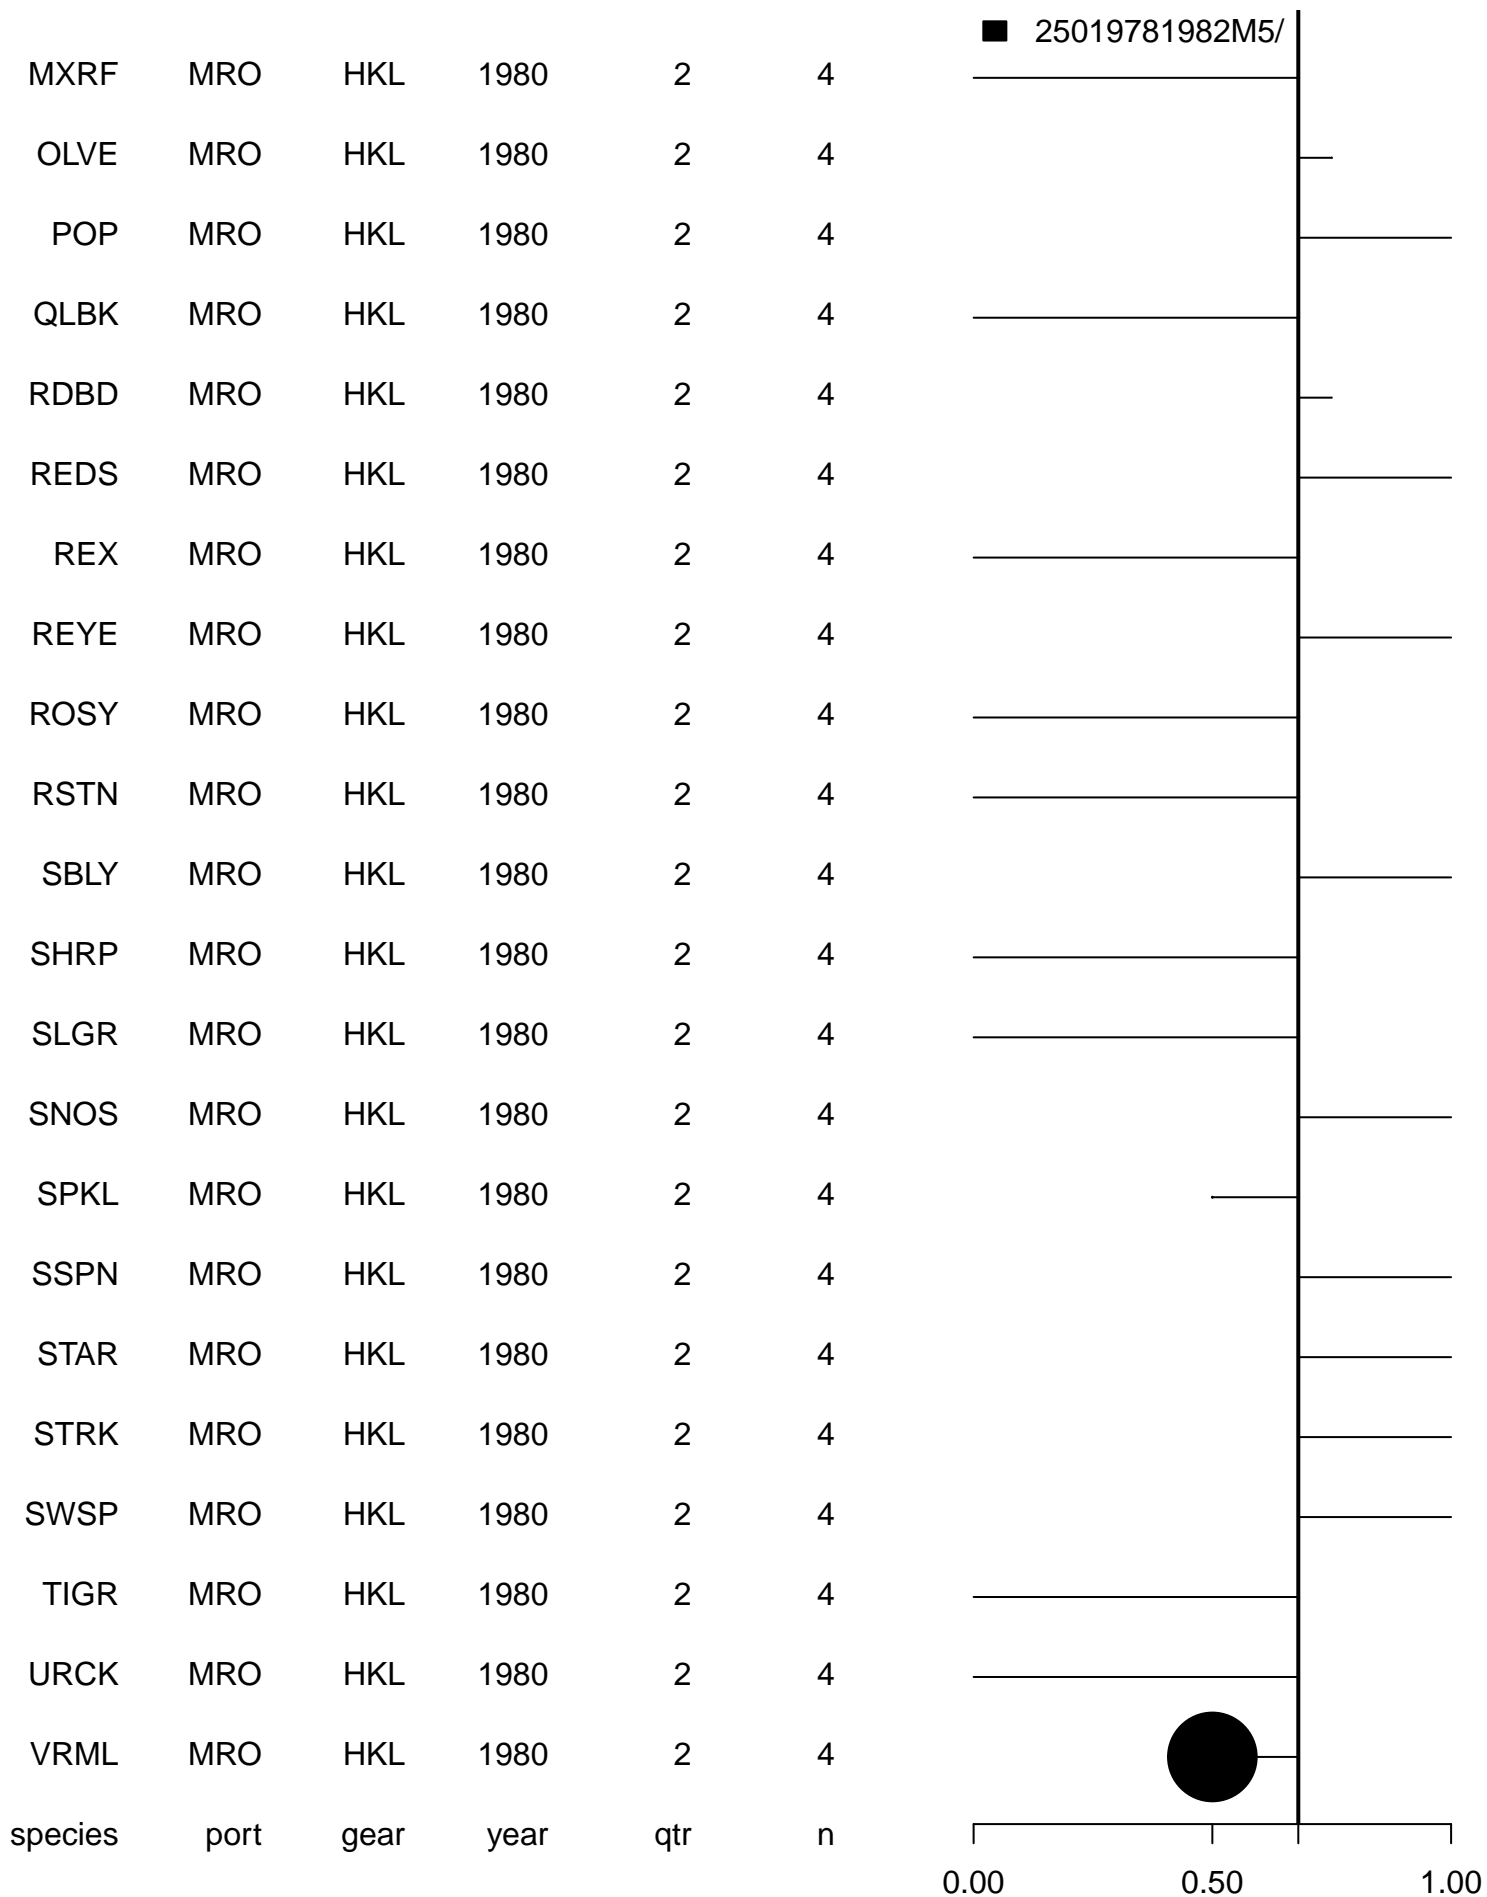 25019781982M5/
MXRF MRO HKL 1980 2 4
OLVE MRO HKL 1980 2 4
POP MRO HKL 1980 2 4
QLBK MRO HKL 1980 2 4
RDBD MRO HKL 1980 2 4
REDS MRO HKL 1980 2 4
REX MRO HKL 1980 2 4
REYE MRO HKL 1980 2 4
ROSY MRO HKL 1980 2 4
RSTN MRO HKL 1980 2 4
SBLY MRO HKL 1980 2 4
SHRP MRO HKL 1980 2 4
SLGR MRO HKL 1980 2 4
SNOS MRO HKL 1980 2 4
SPKL MRO HKL 1980 2 4
SSPN MRO HKL 1980 2 4
STAR MRO HKL 1980 2 4
STRK MRO HKL 1980 2 4
SWSP MRO HKL 1980 2 4
TIGR MRO HKL 1980 2 4
URCK MRO HKL 1980 2 4
VRML MRO HKL 1980 2 4
species port gear year qtr n
0.00 0.50 1.00